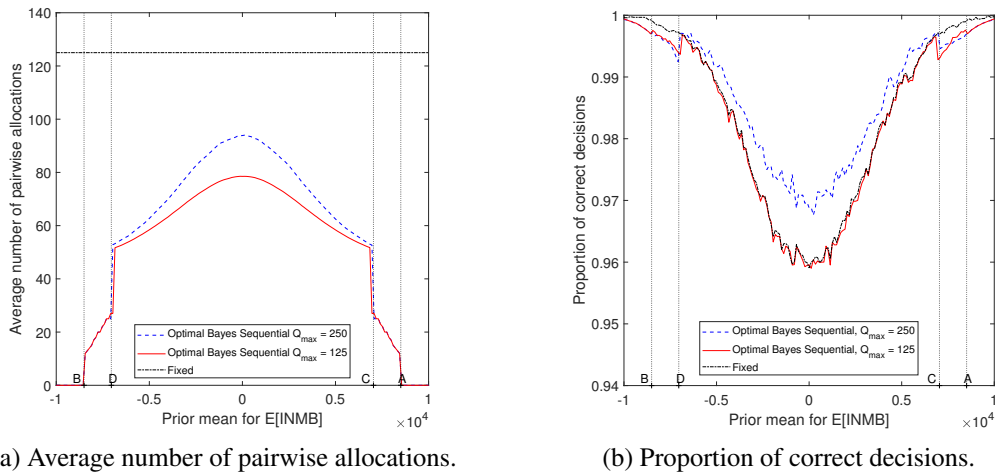 140
120
100
80
60
40
20
0
Average number of pairwise allocations
Optimal Bayes Sequential Qmax = 250
Optimal Bayes Sequential Qmax = 125
Fixed
B D C A
-1 -0.5 0 0.5 1
Prior mean for E[INMB] ×10^4
1
0.99
0.98
0.97
0.96
0.95
0.94
Proportion of correct decisions
Optimal Bayes Sequential, Qmax = 250
Optimal Bayes Sequential, Qmax = 125
Fixed
B D C A
-1 -0.5 0 0.5 1
Prior mean for E[INMB] ×10^4
a) Average number of pairwise allocations.
(b) Proportion of correct decisions.